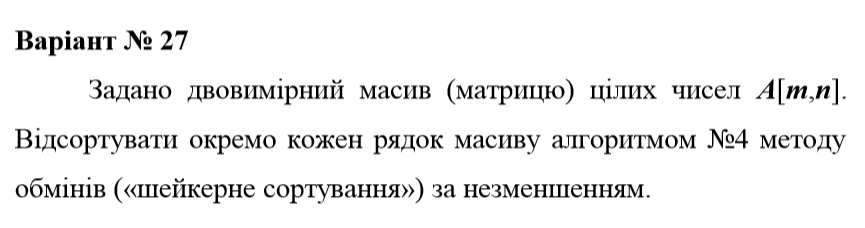 Варіант № 27
Задано двовимірний масив (матрицю) цілих чисел A[m,n].
Відсортувати окремо кожен рядок масиву алгоритмом №4 методу
обмінів («шейкерне сортування») за незменшенням.